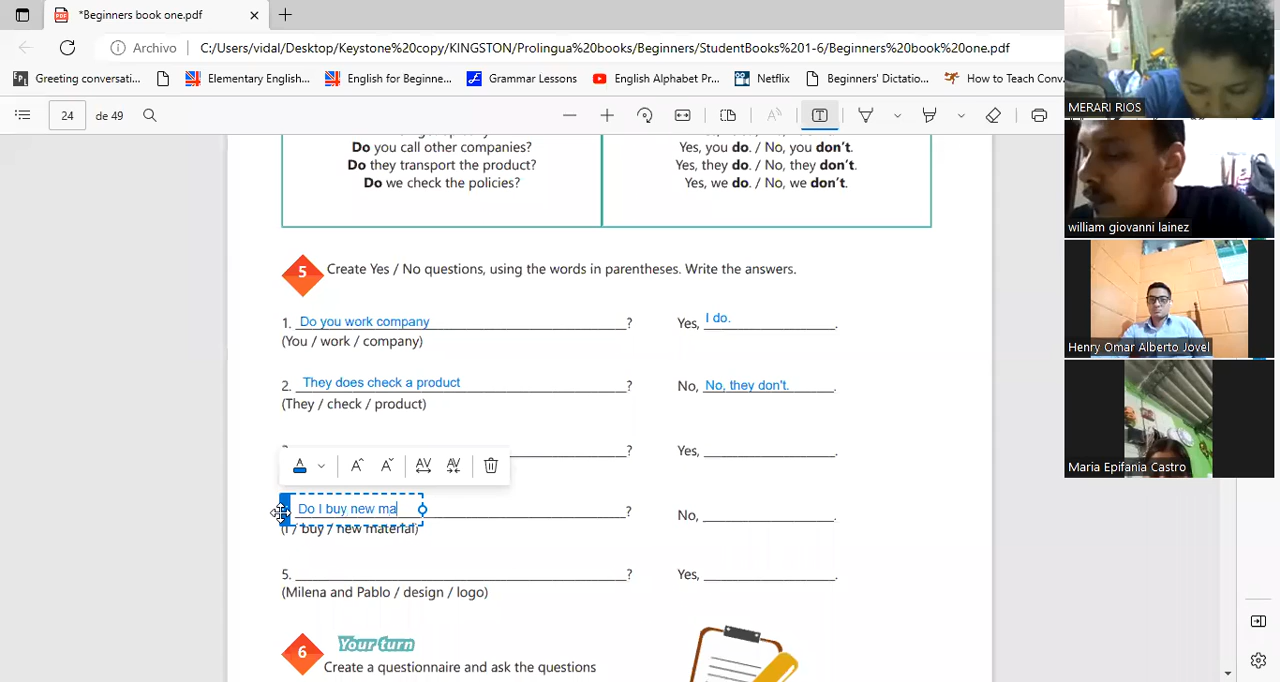 *Beginners book one.pdf
Archivo C:/Users/vidal/Desktop/Keystone%20copy/KINGSTON/Prolingua%20books/Beginners/StudentBooks%201-6/Beginners%20book%20one.pdf
Greeting conversati... Elementary English... English for Beginne... Grammar Lessons English Alphabet Pr... Netflix Beginners' Dictatio... How to Teach Conv
24 de 49
Do you call other companies? Yes, you do. / No, you don't.
Do they transport the product? Yes, they do. / No, they don't.
Do we check the policies? Yes, we do. / No, we don't.
5 Create Yes / No questions, using the words in parentheses. Write the answers.
1. Do you work company ? Yes, I do. .
(You / work / company)
2. They does check a product ? No, No, they don't. .
(They / check / product)
? Yes, .
Do I buy new ma ? No, .
(I / buy / new material)
5. ? Yes, .
(Milena and Pablo / design / logo)
6 Your turn
Create a questionnaire and ask the questions
MERARI RIOS
william giovanni lainez
Henry Omar Alberto Jovel
Maria Epifania Castro